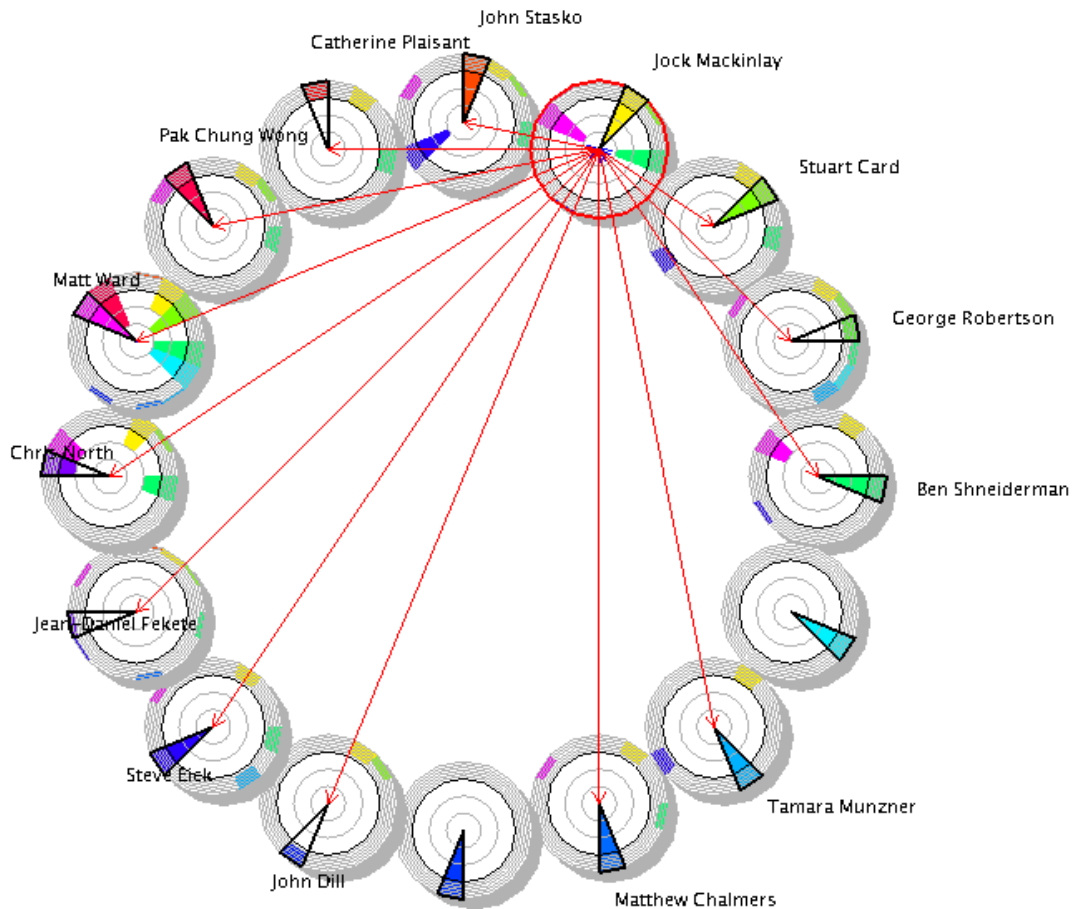 John Stasko
Catherine Plaisant
Jock Mackinlay
Pak Chung Wong
Stuart Card
Matt Ward
George Robertson
Chris North
Ben Shneiderman
Jean-Daniel Fekete
Steve Eick
Tamara Munzner
John Dill
Matthew Chalmers